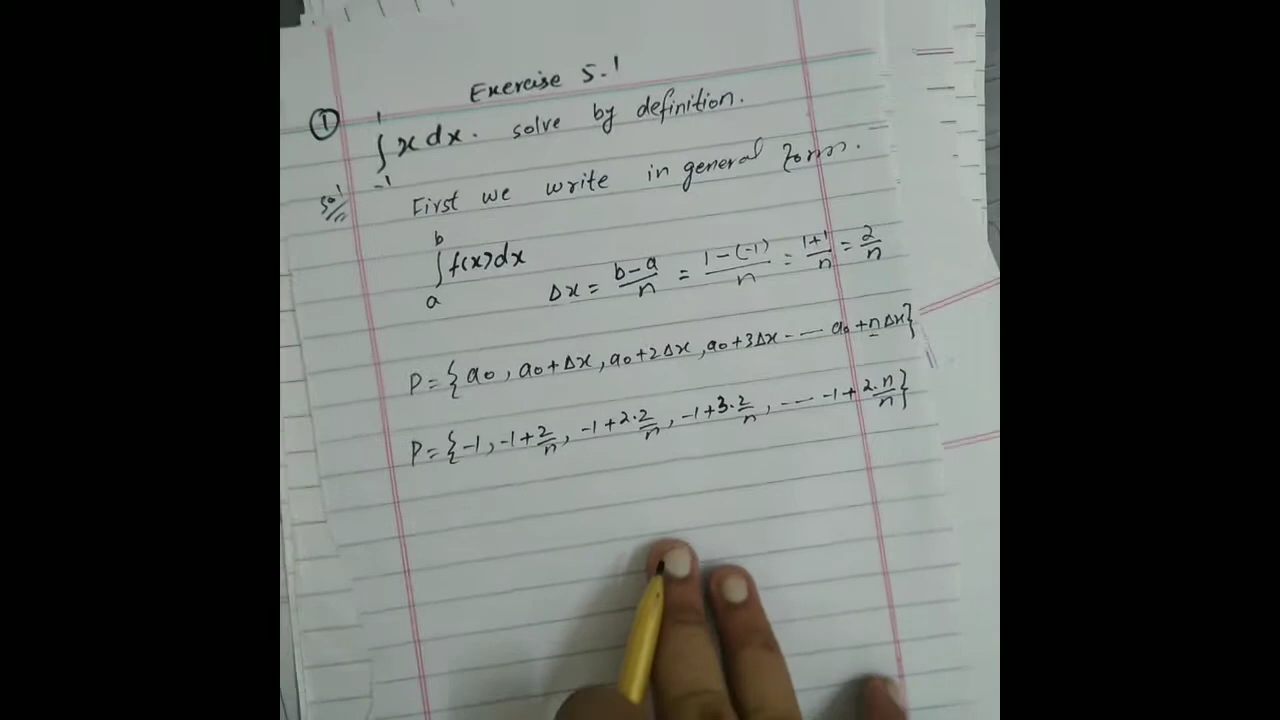 Exercise 5.1
① ∫₋₁¹ x dx. solve by definition.
Sol First we write in general form.
∫ₐᵇ f(x)dx Δx = b-a/n = 1-(-1)/n = 1+1/n = 2/n
P = {a₀, a₀+Δx, a₀+2Δx, a₀+3Δx --- a₀+nΔx}
P = {-1, -1+2/n, -1+2·2/n, -1+3·2/n, --- -1+2·n/n}